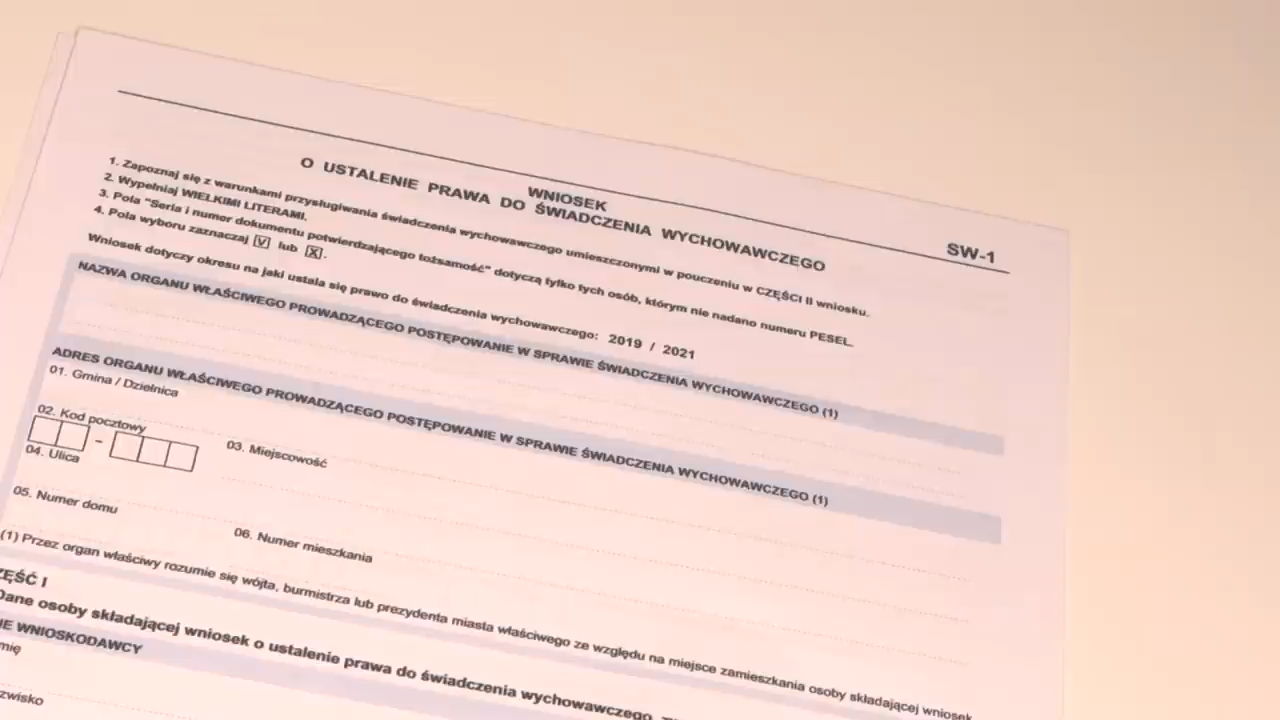 WNIOSEK
O USTALENIE PRAWA DO ŚWIADCZENIA WYCHOWAWCZEGO
SW-1
1. Zapoznaj się z warunkami przysługiwania świadczenia wychowawczego umieszczonymi w pouczeniu w CZĘŚCI II wniosku.
2. Wypełniaj WIELKIMI LITERAMI.
3. Pola "Seria i numer dokumentu potwierdzającego tożsamość" dotyczą tylko tych osób, którym nie nadano numeru PESEL.
4. Pola wyboru zaznaczaj V lub X.
Wniosek dotyczy okresu na jaki ustala się prawo do świadczenia wychowawczego: 2019 / 2021
NAZWA ORGANU WŁAŚCIWEGO PROWADZĄCEGO POSTĘPOWANIE W SPRAWIE ŚWIADCZENIA WYCHOWAWCZEGO (1)
ADRES ORGANU WŁAŚCIWEGO PROWADZĄCEGO POSTĘPOWANIE W SPRAWIE ŚWIADCZENIA WYCHOWAWCZEGO (1)
01. Gmina / Dzielnica
02. Kod pocztowy
-
03. Miejscowość
04. Ulica
05. Numer domu
06. Numer mieszkania
(1) Przez organ właściwy rozumie się wójta, burmistrza lub prezydenta miasta właściwego ze względu na miejsce zamieszkania osoby składającej wniosek
ZĘŚĆ I
Dane osoby składającej wniosek o ustalenie prawa do świadczenia wychowawczego,
IE WNIOSKODAWCY
mię
zwisko